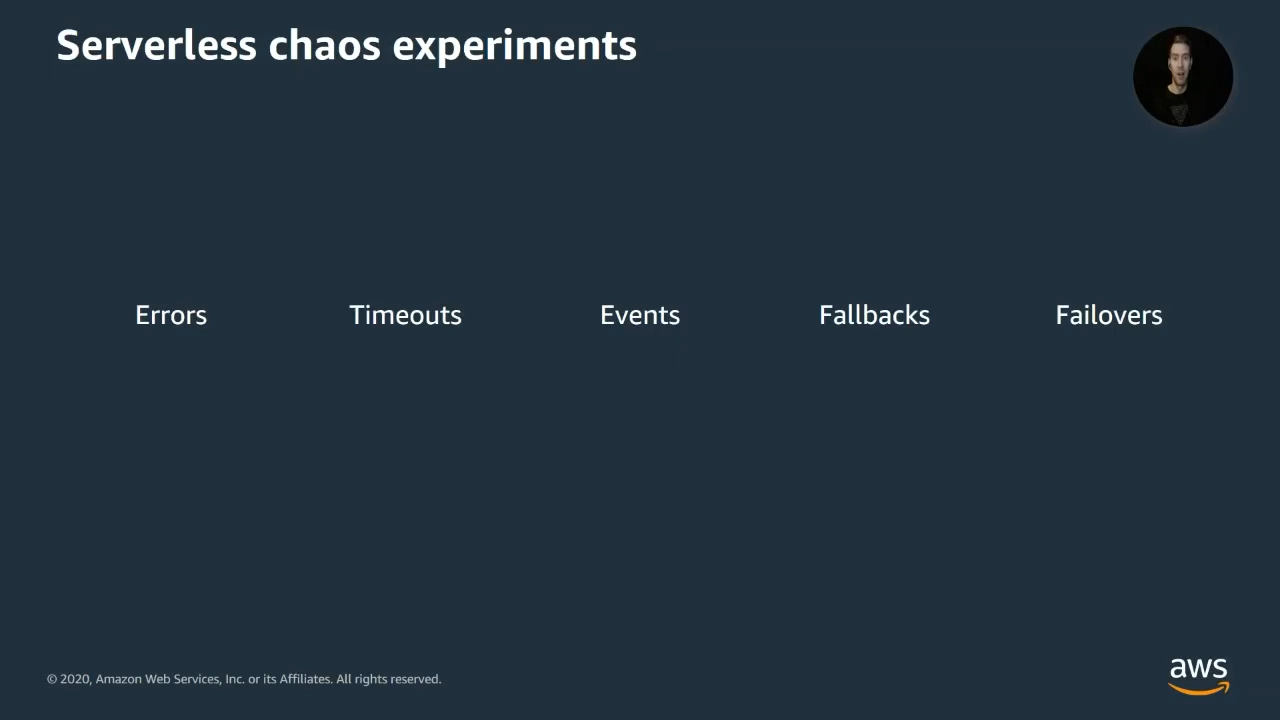 Serverless chaos experiments
Errors Timeouts Events Fallbacks Failovers
© 2020, Amazon Web Services, Inc. or its Affiliates. All rights reserved.
aws